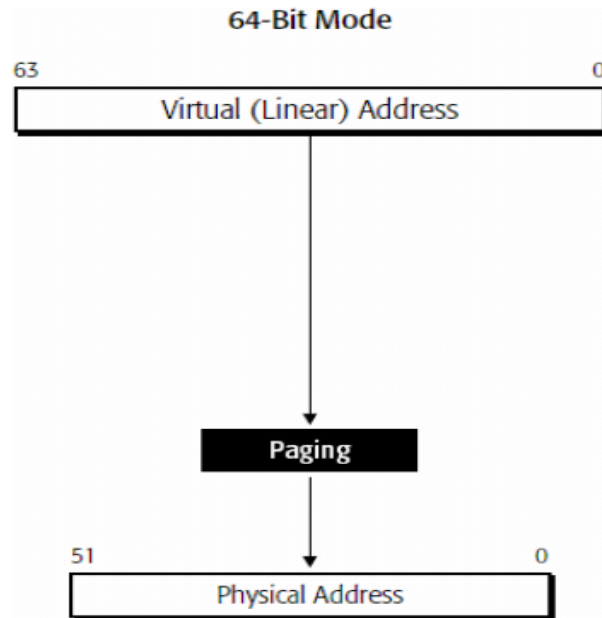 64-Bit Mode
63 0
Virtual (Linear) Address
Paging
51 0
Physical Address